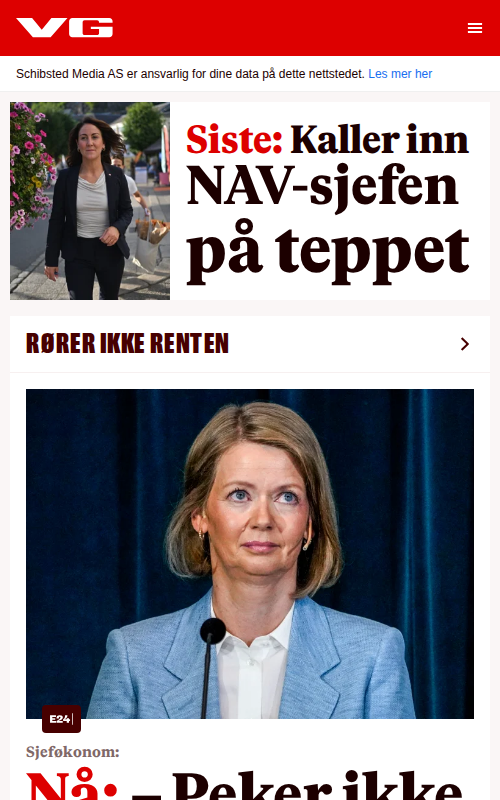 VG
Schibsted Media AS er ansvarlig for dine data på dette nettstedet. Les mer her
Siste: Kaller inn
NAV-sjefen
på teppet
RØRER IKKE RENTEN
E24
Sjeføkonom:
Nå: – Peker ikke